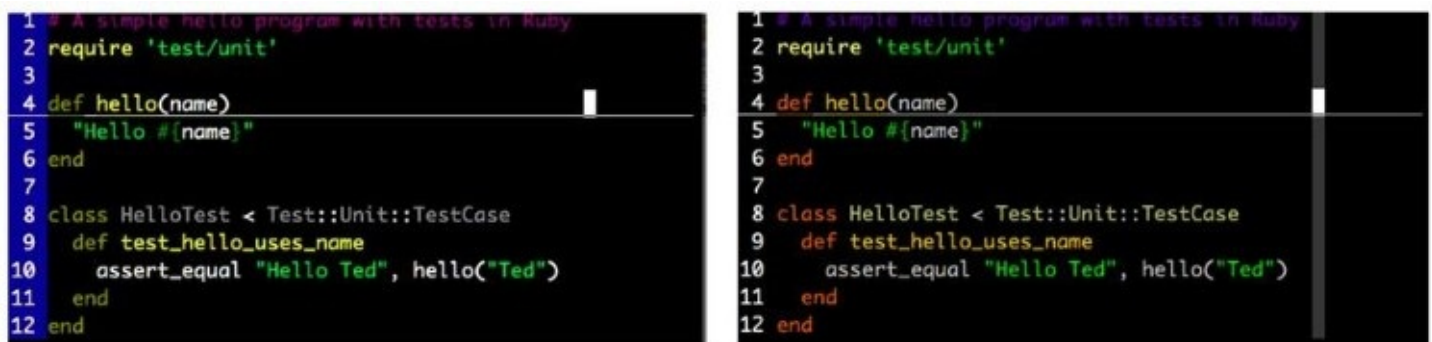 1 # A simple hello program with tests in Ruby
2 require 'test/unit'
3
4 def hello(name)
5   "Hello #{name}"
6 end
7
8 class HelloTest < Test::Unit::TestCase
9   def test_hello_uses_name
10     assert_equal "Hello Ted", hello("Ted")
11   end
12 end
1 # A simple hello program with tests in Ruby
2 require 'test/unit'
3
4 def hello(name)
5   "Hello #{name}"
6 end
7
8 class HelloTest < Test::Unit::TestCase
9   def test_hello_uses_name
10     assert_equal "Hello Ted", hello("Ted")
11   end
12 end